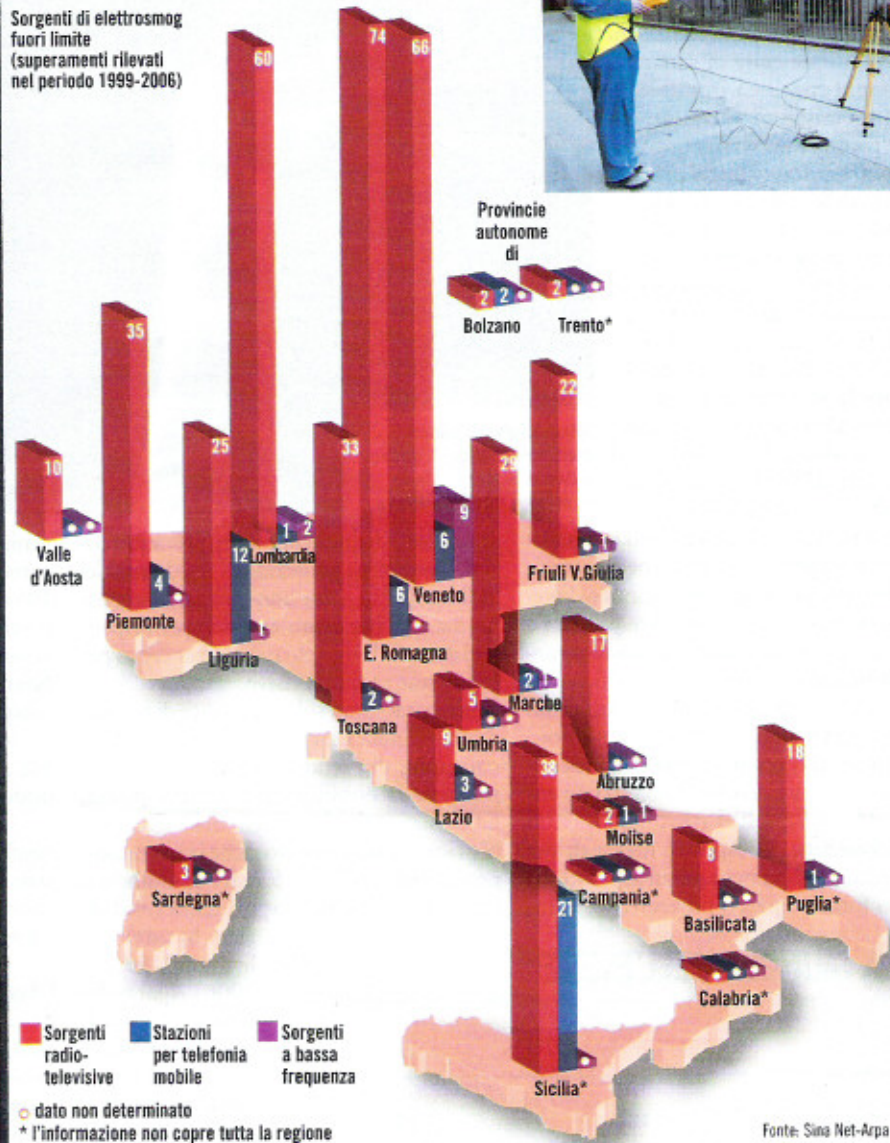 Sorgenti di elettrosmog
fuori limite
(superamenti rilevati
nel periodo 1999-2006)
Provincie
autonome
di
2 2
Bolzano
2
Trento*
10
Valle
d'Aosta
35
4
Piemonte
25
12
1
Liguria
60
1 2
Lombardia
74
6
E. Romagna
66
6 9
Veneto
22
1
Friuli V.Giulia
33
2
Toscana
29
2 1
Marche
5
Umbria
9
3
Lazio
17
Abruzzo
2 1 1
Molise
Campania*
8
Basilicata
18
1
Puglia*
Calabria*
38
21
Sicilia*
3
Sardegna*
Sorgenti
radio-
televisive
Stazioni
per telefonia
mobile
Sorgenti
a bassa
frequenza
dato non determinato
* l'informazione non copre tutta la regione
Fonte: Sina Net-Arpa